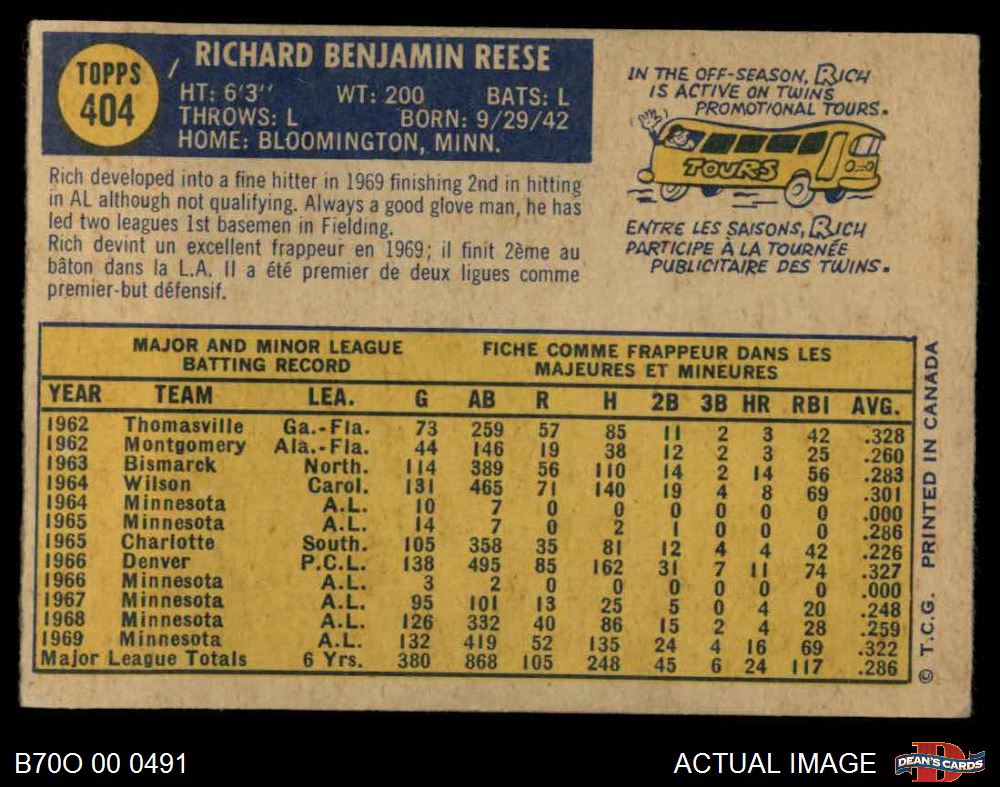 TOPPS
404
RICHARD BENJAMIN REESE
HT: 6'3" WT: 200 BATS: L
THROWS: L BORN: 9/29/42
HOME: BLOOMINGTON, MINN.
Rich developed into a fine hitter in 1969 finishing 2nd in hitting
in AL although not qualifying. Always a good glove man, he has
led two leagues 1st basemen in Fielding.
Rich devint un excellent frappeur en 1969; il finit 2ème au
bâton dans la L.A. Il a été premier de deux ligues comme
premier-but défensif.
IN THE OFF-SEASON, RICH
IS ACTIVE ON TWINS
PROMOTIONAL TOURS.
TOURS
ENTRE LES SAISONS, RICH
PARTICIPE À LA TOURNÉE
PUBLICITAIRE DES TWINS.
MAJOR AND MINOR LEAGUE
BATTING RECORD
FICHE COMME FRAPPEUR DANS LES
MAJEURES ET MINEURES
YEAR TEAM LEA. G AB R H 2B 3B HR RBI AVG.
1962 Thomasville Ga.-Fla. 73 259 57 85 11 2 3 42 .328
1962 Montgomery Ala.-Fla. 44 146 19 38 12 2 3 25 .260
1963 Bismarck North. 114 389 56 110 14 2 14 56 .283
1964 Wilson Carol. 131 465 71 140 19 4 8 69 .301
1964 Minnesota A.L. 10 7 0 0 0 0 0 0 .000
1965 Minnesota A.L. 14 7 0 2 1 0 0 0 .286
1965 Charlotte South. 105 358 35 81 12 4 4 42 .226
1966 Denver P.C.L. 138 495 85 162 31 7 11 74 .327
1966 Minnesota A.L. 3 2 0 0 0 0 0 0 .000
1967 Minnesota A.L. 95 101 13 25 5 0 4 20 .248
1968 Minnesota A.L. 126 332 40 86 15 2 4 28 .259
1969 Minnesota A.L. 132 419 52 135 24 4 16 69 .322
Major League Totals 6 Yrs. 380 868 105 248 45 6 24 117 .286
© T.C.G. PRINTED IN CANADA
B70O 00 0491
ACTUAL IMAGE
DEAN'S CARDS